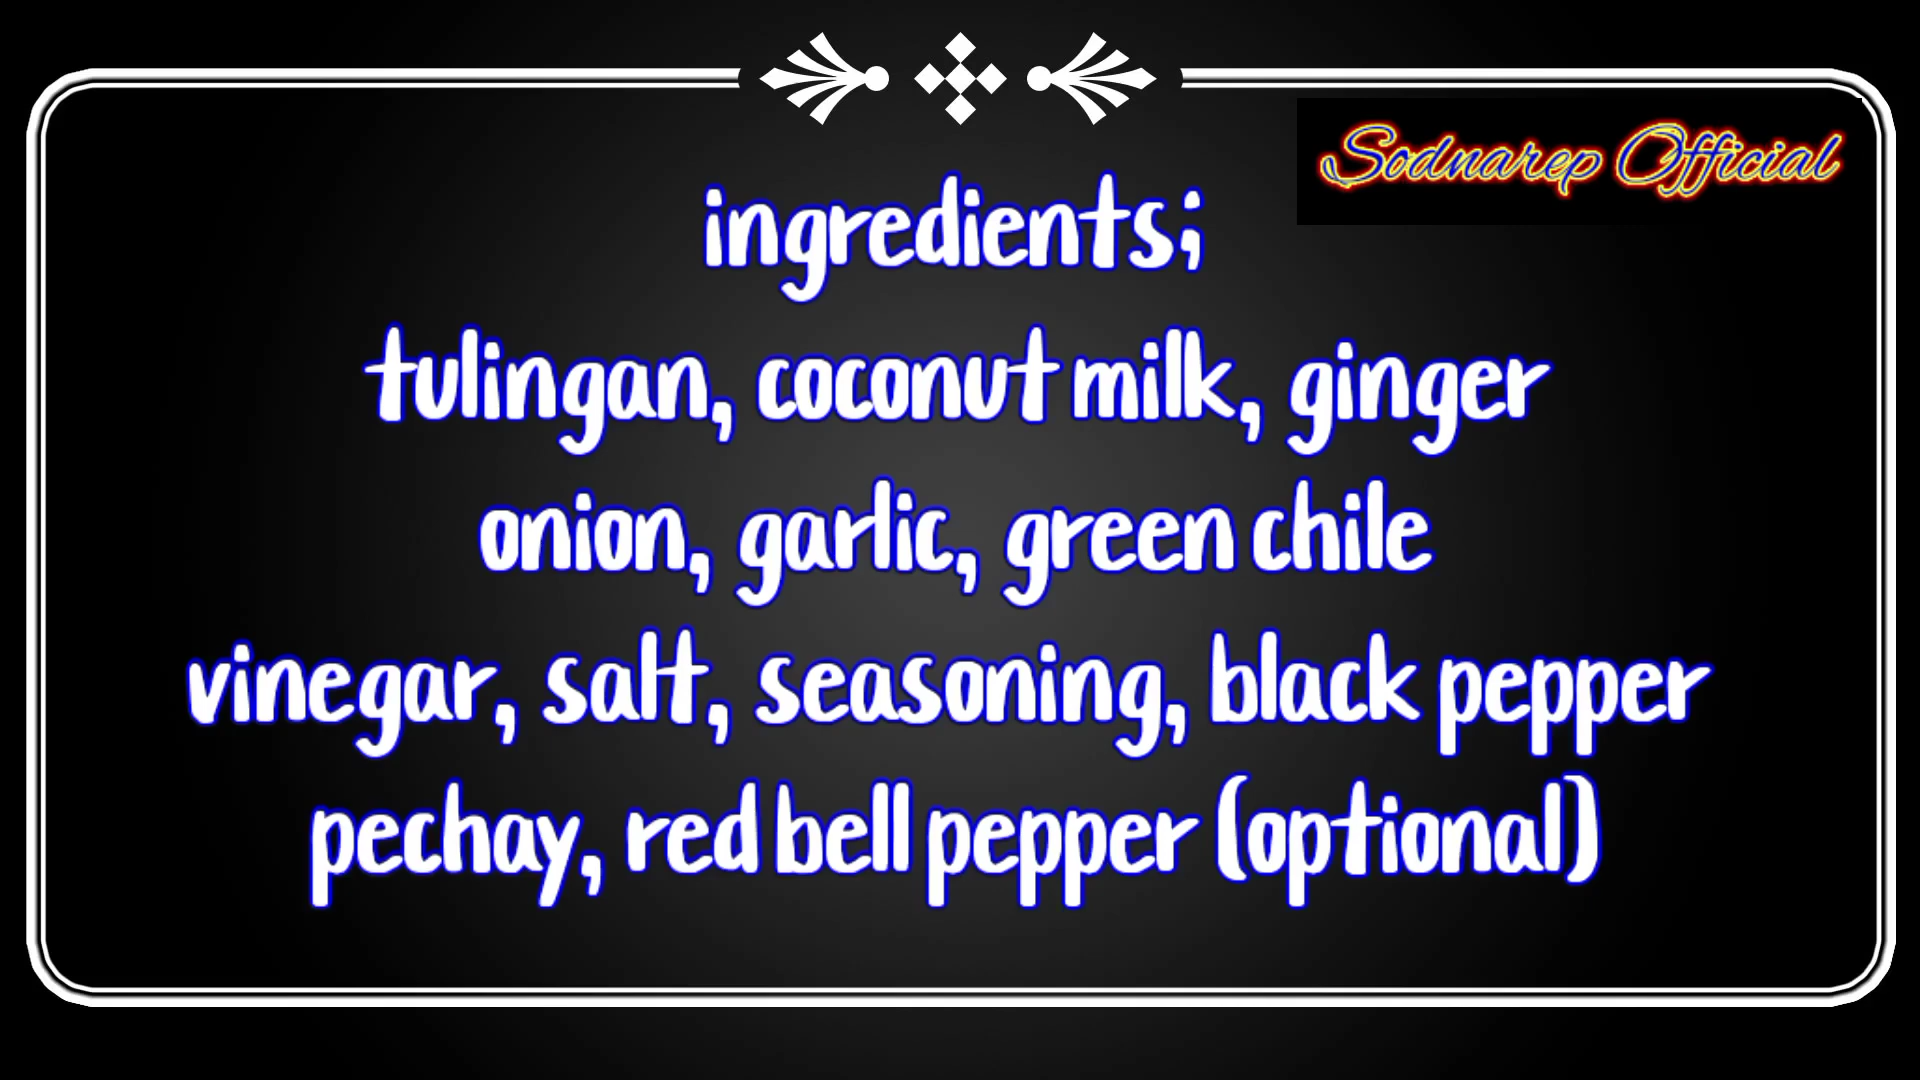 Sodnarep Official
ingredients;
tulingan, coconut milk, ginger
onion, garlic, green chile
vinegar, salt, seasoning, black pepper
pechay, red bell pepper (optional)